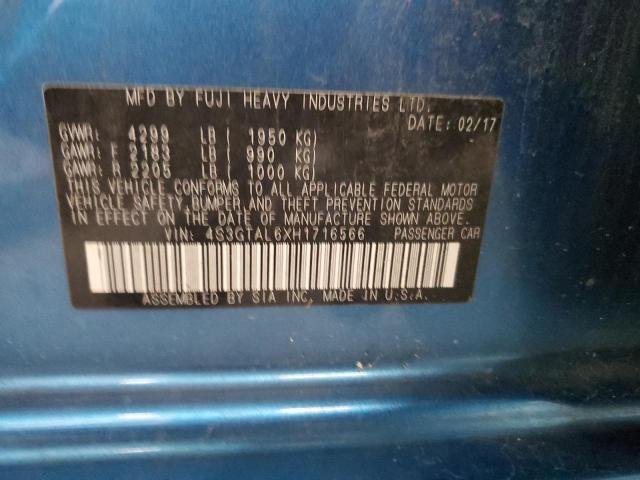 MFD BY FUJI HEAVY INDUSTRIES LTD.
DATE: 02/17
GVWR: 4299 LB ( 1950 KG)
GAWR: F 2183 LB ( 990 KG)
GAWR: R 2205 LB ( 1000 KG)
THIS VEHICLE CONFORMS TO ALL APPLICABLE FEDERAL MOTOR
VEHICLE SAFETY, BUMPER, AND THEFT PREVENTION STANDARDS
IN EFFECT ON THE DATE OF MANUFACTURE SHOWN ABOVE.
VIN: 4S3GTAL6XH1716566 PASSENGER CAR
ASSEMBLED BY SIA INC, MADE IN U.S.A.